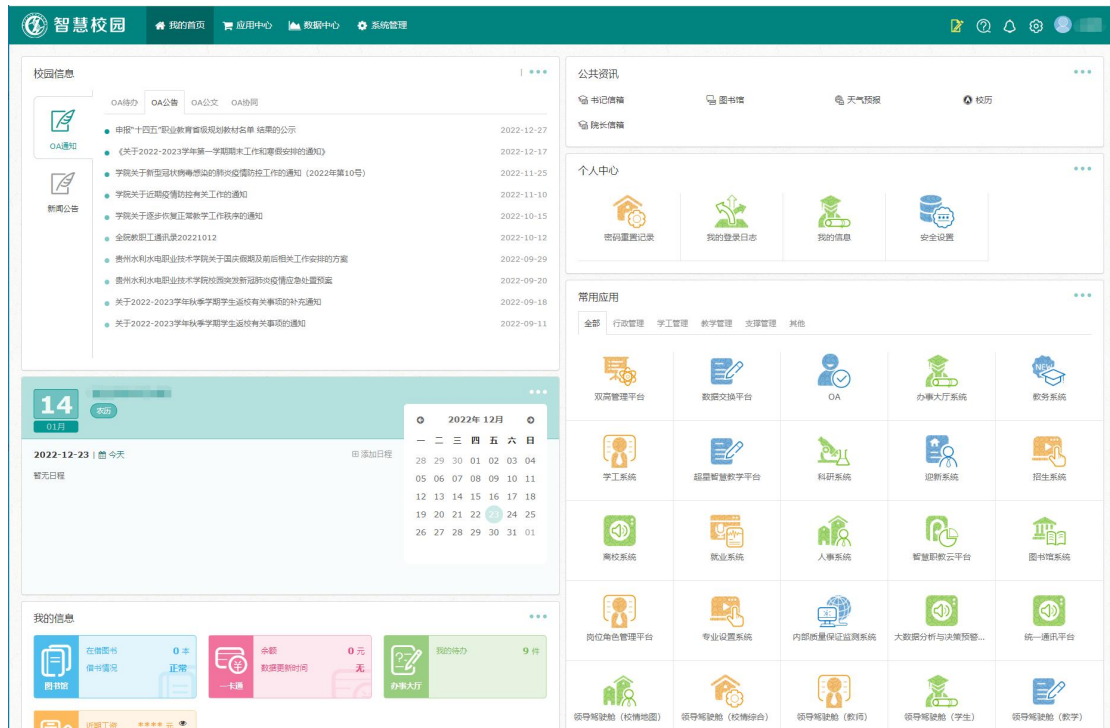 智慧校园
我的首页 应用中心 数据中心 系统管理
校园信息
OA通知
新闻公告
OA待办 OA公告 OA公文 OA协同
申报"十四五"职业教育省级规划教材名单 结果的公示 2022-12-27
《关于2022-2023学年第一学期期末工作和寒假安排的通知》 2022-12-17
学院关于新型冠状病毒感染的肺炎疫情防控工作的通知（2022年第10号） 2022-11-25
学院关于近期疫情防控有关工作的通知 2022-11-10
学院关于逐步恢复正常教学工作秩序的通知 2022-10-15
全院教职工通讯录20221012 2022-10-12
贵州水利水电职业技术学院关于国庆假期及前后相关工作安排的方案 2022-09-29
贵州水利水电职业技术学院校园突发新冠肺炎疫情应急处置预案 2022-09-20
关于2022-2023学年秋季学期学生返校有关事项的补充通知 2022-09-18
关于2022-2023学年秋季学期学生返校有关事项的通知 2022-09-11
14
01月
农历
2022-12-23 | 今天 添加日程
暂无日程
2022年 12月
一 二 三 四 五 六 日
28 29 30 01 02 03 04
05 06 07 08 09 10 11
12 13 14 15 16 17 18
19 20 21 22 23 24 25
26 27 28 29 30 31 01
我的信息
图书馆
在借图书 0 本
借书情况 正常
一卡通
余额 0 元
数据更新时间 无
办事大厅
我的待办 9 件
近期工资 **** 元
公共资讯
书记信箱 图书馆 天气预报 校历
院长信箱
个人中心
密码重置记录 我的登录日志 我的信息 安全设置
常用应用
全部 行政管理 学工管理 教学管理 支撑管理 其他
双高管理平台 数据交换平台 OA 办事大厅系统 教务系统
学工系统 超星智慧教学平台 科研系统 迎新系统 招生系统
离校系统 就业系统 人事系统 智慧职教云平台 图书馆系统
岗位角色管理平台 专业设置系统 内部质量保证监测系统 大数据分析与决策预警... 统一通讯平台
领导驾驶舱（校情地图） 领导驾驶舱（校情综合） 领导驾驶舱（教师） 领导驾驶舱（学生） 领导驾驶舱（教学）